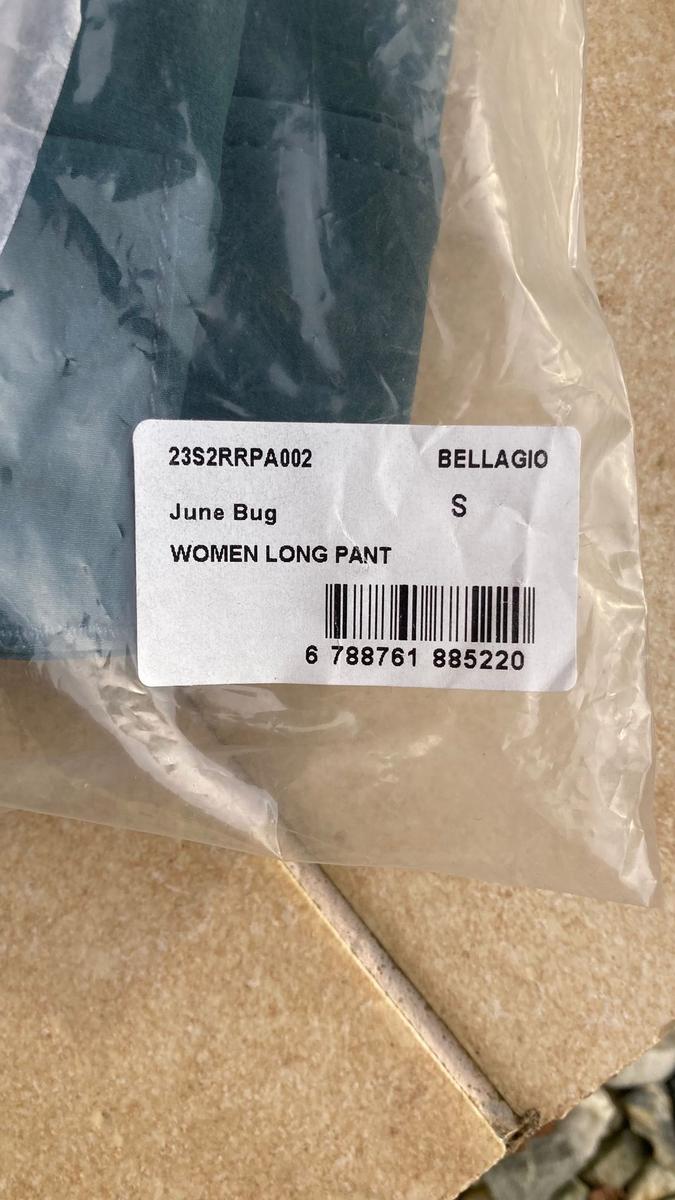 23S2RRPA002 BELLAGIO
June Bug S
WOMEN LONG PANT
6 788761 885220